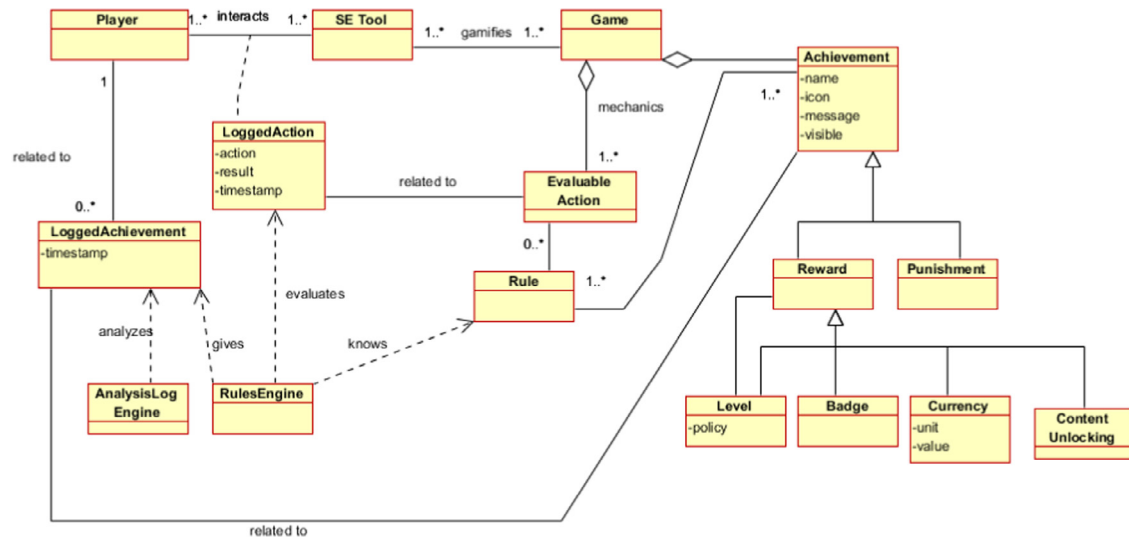 Player
1..*
interacts
1..*
SE Tool
1..*
gamifies
1..*
Game
Achievement
-name
-icon
-message
-visible
1..*
1
mechanics
LoggedAction
-action
-result
-timestamp
related to
related to
1..*
Evaluable
Action
0..*
LoggedAchievement
-timestamp
0..*
Rule
1..*
Reward
Punishment
evaluates
analyzes
gives
knows
AnalysisLog
Engine
RulesEngine
Level
-policy
Badge
Currency
-unit
-value
Content
Unlocking
related to